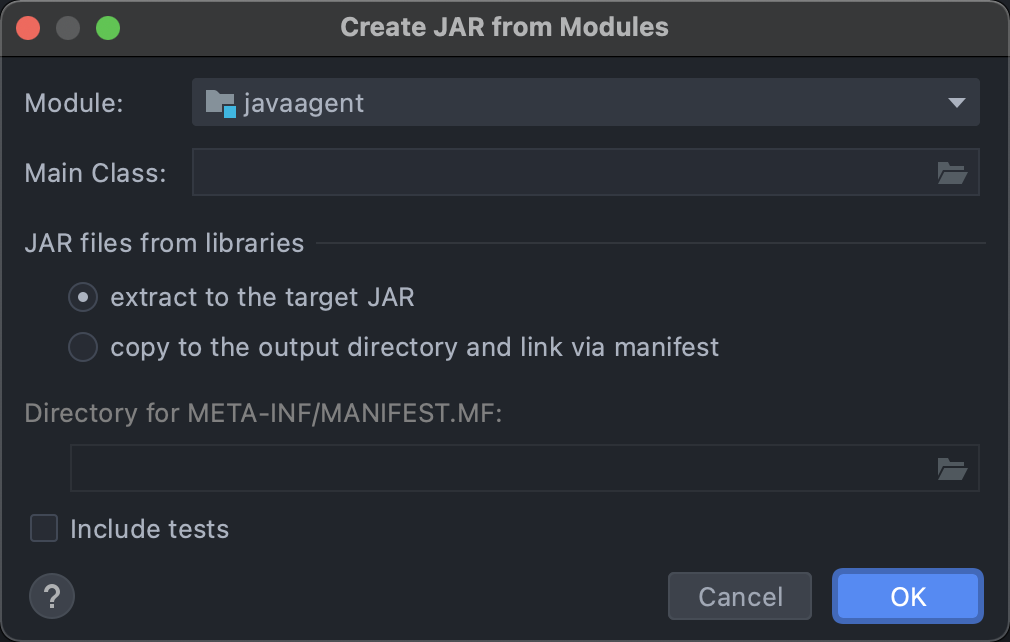 Create JAR from Modules
Module: javaagent
Main Class:
JAR files from libraries
extract to the target JAR
copy to the output directory and link via manifest
Directory for META-INF/MANIFEST.MF:
Include tests
? Cancel OK